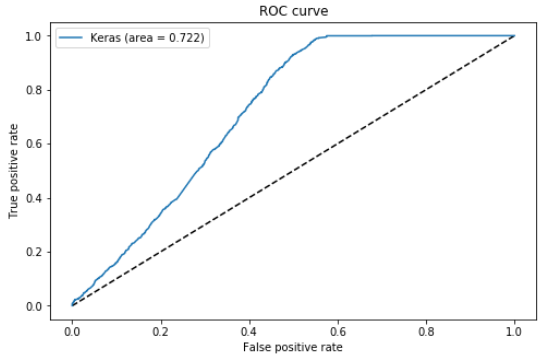 ROC curve
Keras (area = 0.722)
True positive rate
1.0
0.8
0.6
0.4
0.2
0.0
0.0 0.2 0.4 0.6 0.8 1.0
False positive rate